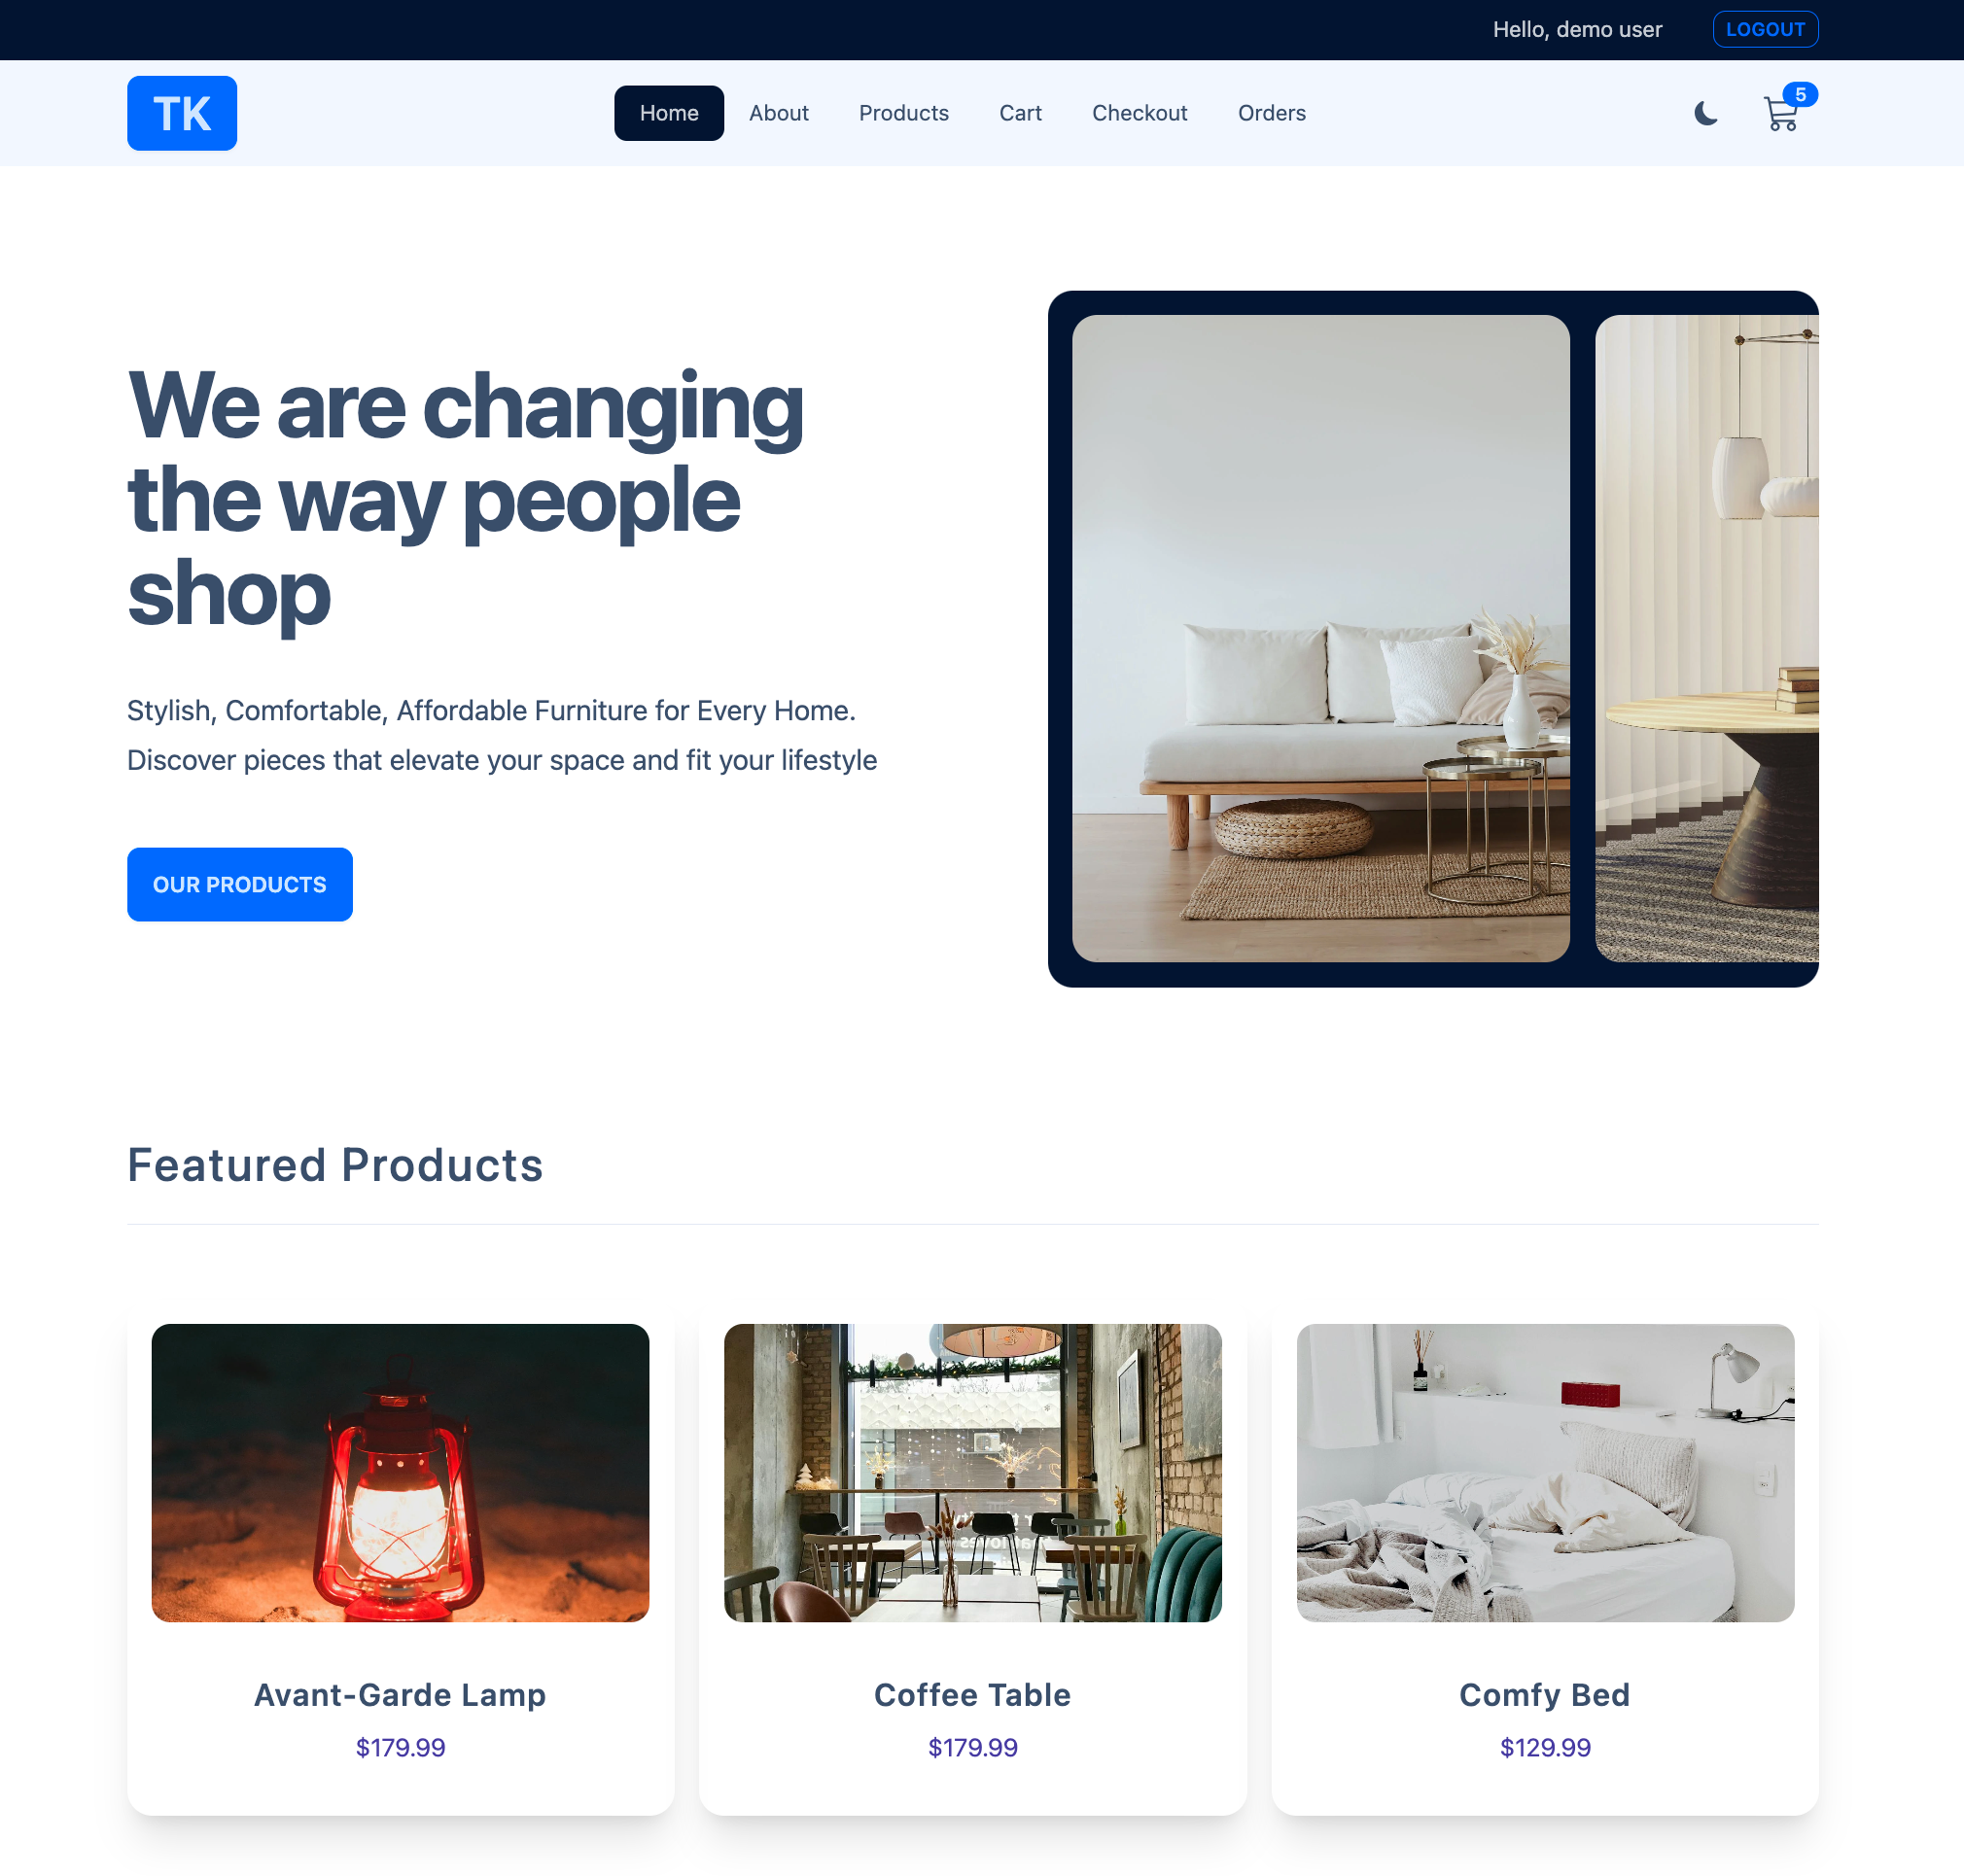 Hello, demo user LOGOUT
TK Home About Products Cart Checkout Orders 5
We are changing
the way people
shop
Stylish, Comfortable, Affordable Furniture for Every Home.
Discover pieces that elevate your space and fit your lifestyle
OUR PRODUCTS
Featured Products
Avant-Garde Lamp
$179.99
Coffee Table
$179.99
Comfy Bed
$129.99